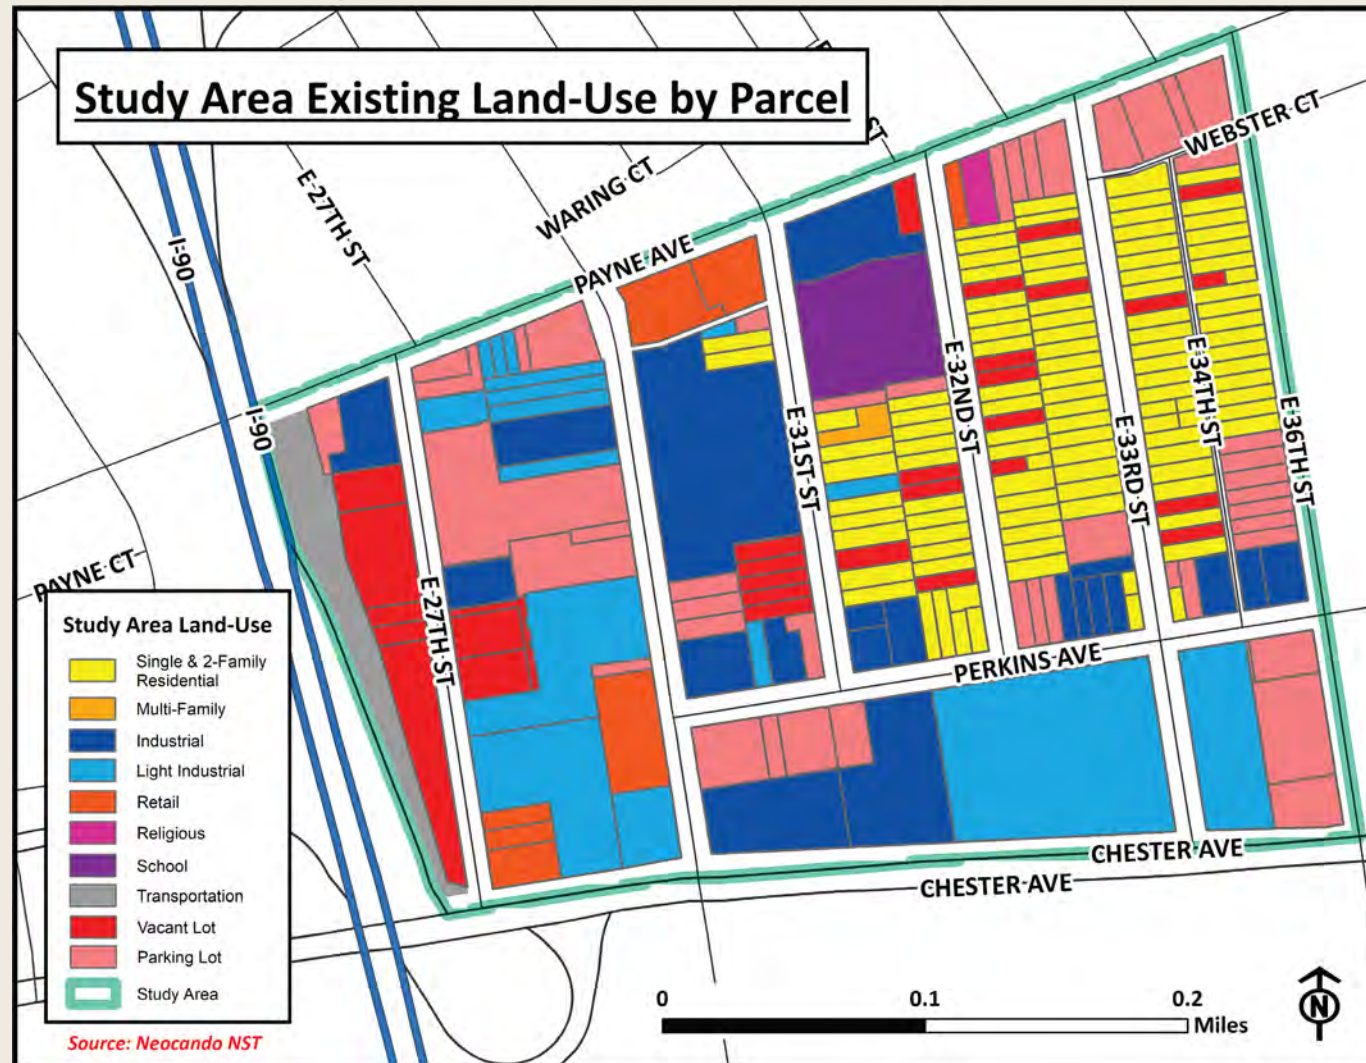 Study Area Existing Land-Use by Parcel
ST
WEBSTER CT
E 27TH ST
WARING CT
I-90
PAYNE AVE
E 32ND ST
E 34TH ST
I-90
E 31ST ST
E 33RD ST
E 36TH ST
PAYNE CT
E 27TH ST
PERKINS AVE
CHESTER AVE
CHESTER AVE
Study Area Land-Use
Single & 2-Family
Residential
Multi-Family
Industrial
Light Industrial
Retail
Religious
School
Transportation
Vacant Lot
Parking Lot
Study Area
Source: Neocando NST
0
0.1
0.2
Miles
N